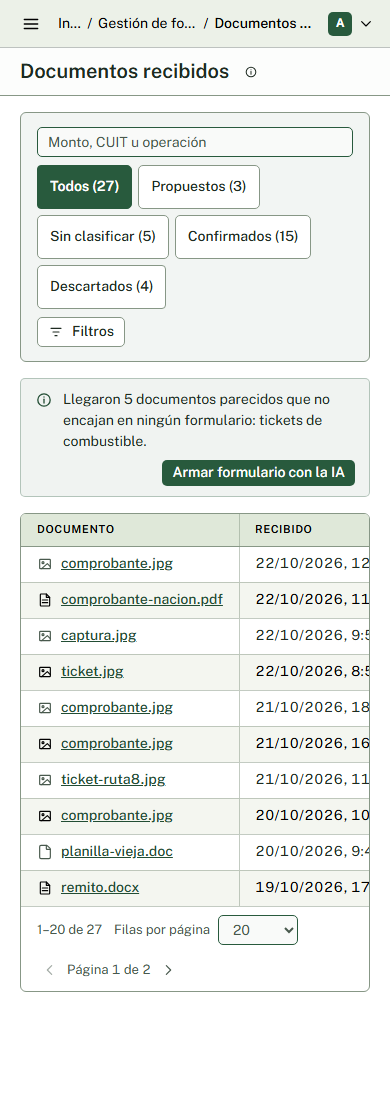 In... / Gestión de fo... / Documentos ... A
Documentos recibidos
Monto, CUIT u operación
Todos (27) Propuestos (3)
Sin clasificar (5) Confirmados (15)
Descartados (4)
Filtros
Llegaron 5 documentos parecidos que no
encajan en ningún formulario: tickets de
combustible.
Armar formulario con la IA
DOCUMENTO RECIBIDO
comprobante.jpg 22/10/2026, 12
comprobante-nacion.pdf 22/10/2026, 11
captura.jpg 22/10/2026, 9:5
ticket.jpg 22/10/2026, 8:5
comprobante.jpg 21/10/2026, 18
comprobante.jpg 21/10/2026, 16
ticket-ruta8.jpg 21/10/2026, 11
comprobante.jpg 20/10/2026, 10
planilla-vieja.doc 20/10/2026, 9:4
remito.docx 19/10/2026, 17
1–20 de 27 Filas por página 20
Página 1 de 2